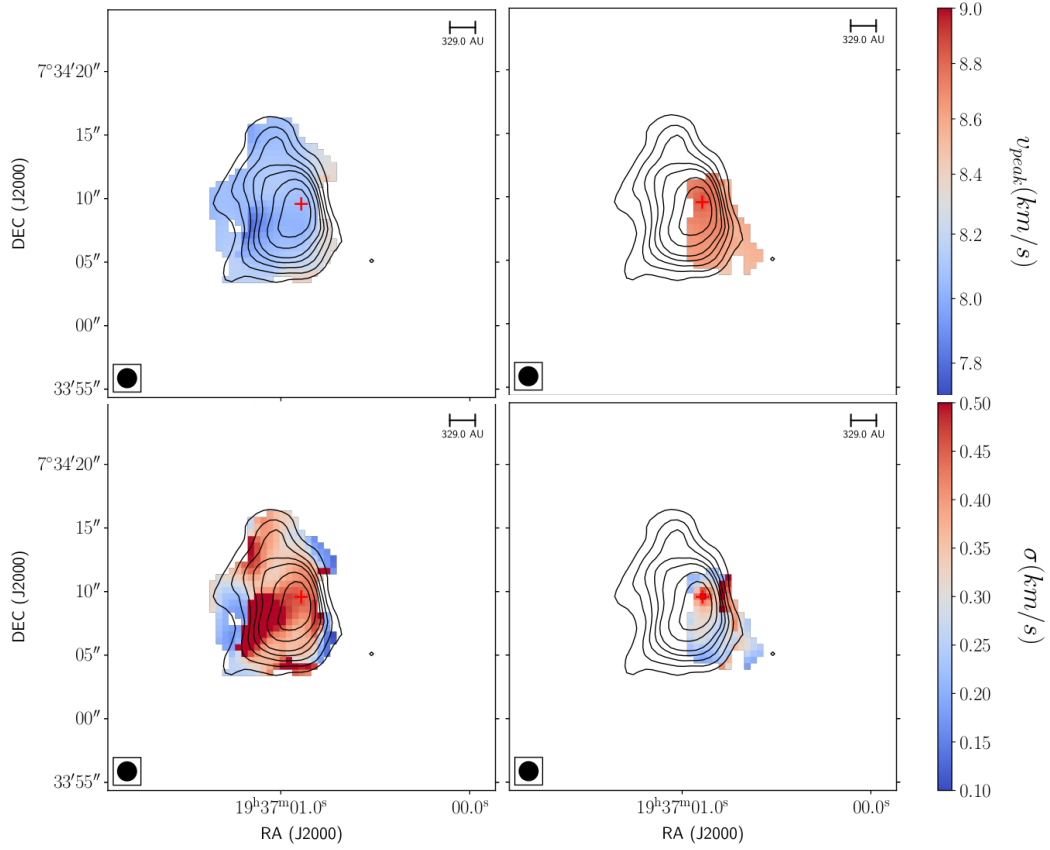 329.0 AU
329.0 AU
9.0
8.8
8.6
8.4
8.2
8.0
7.8
v_peak(km/s)
7°34′20″
15″
10″
05″
00″
33′55″
DEC (J2000)
329.0 AU
329.0 AU
0.50
0.45
0.40
0.35
0.30
0.25
0.20
0.15
0.10
σ(km/s)
7°34′20″
15″
10″
05″
00″
33′55″
DEC (J2000)
19ʰ37ᵐ01.0ˢ
00.0ˢ
19ʰ37ᵐ01.0ˢ
00.0ˢ
RA (J2000)
RA (J2000)